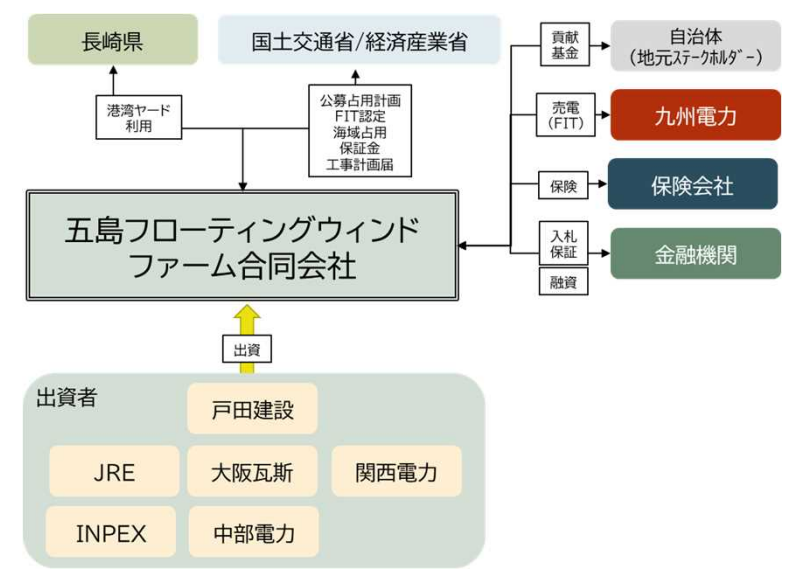 長崎県
国土交通省/経済産業省
港湾ヤード
利用
公募占用計画
FIT認定
海域占用
保証金
工事計画届
貢献
基金
自治体
(地元ｽﾃｰｸﾎﾙﾀﾞｰ)
売電
(FIT)
九州電力
保険
保険会社
入札
保証
融資
金融機関
五島フローティングウィンド
ファーム合同会社
出資
出資者
戸田建設
JRE
大阪瓦斯
関西電力
INPEX
中部電力